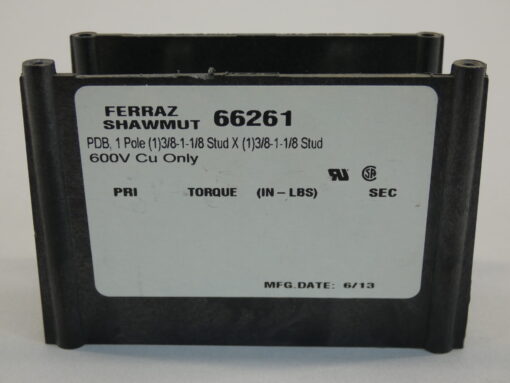 FERRAZ
SHAWMUT 66261
PDB, 1 Pole (1)3/8-1-1/8 Stud X (1)3/8-1-1/8 Stud
600V Cu Only
PRI TORQUE (IN-LBS) SEC
MFG.DATE: 6/13